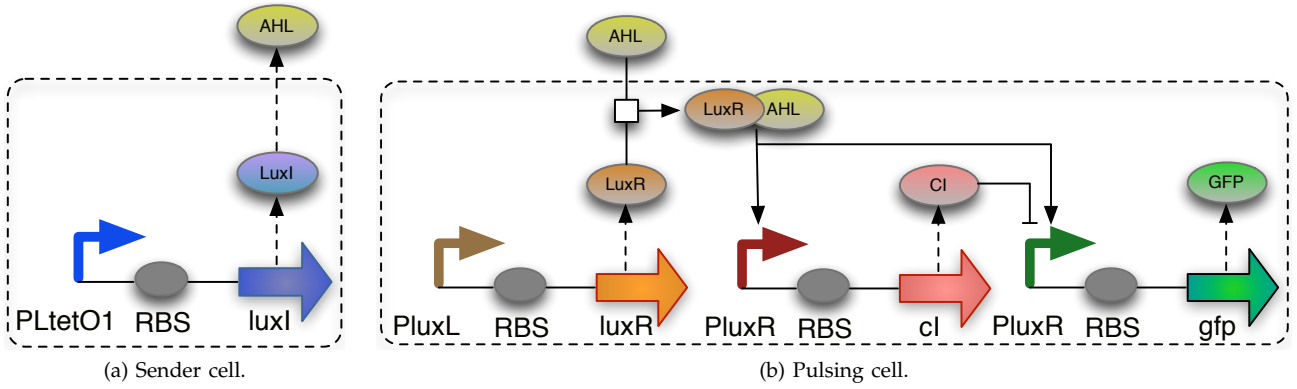 AHL
LuxI
PLtetO1 RBS luxI
(a) Sender cell.
AHL
LuxR AHL
LuxR CI GFP
PluxL RBS luxR PluxR RBS cI PluxR RBS gfp
(b) Pulsing cell.